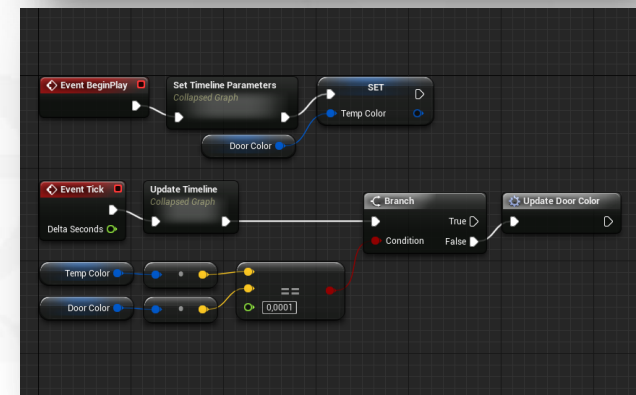 Event BeginPlay
Set Timeline Parameters
Collapsed Graph
SET
Temp Color
Door Color
Event Tick
Delta Seconds
Update Timeline
Collapsed Graph
Branch
True
Condition
False
Update Door Color
Temp Color
Door Color
==
0,0001